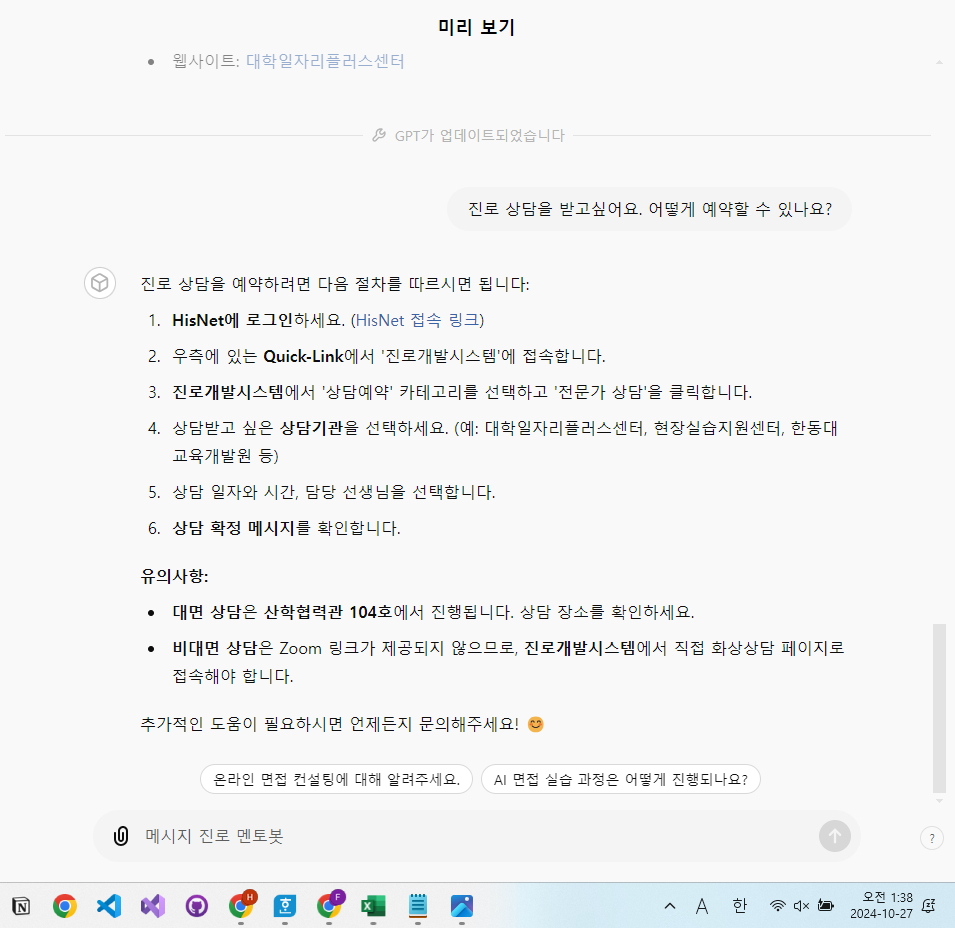 미리 보기
웹사이트: 대학일자리플러스센터
GPT가 업데이트되었습니다
진로 상담을 받고싶어요. 어떻게 예약할 수 있나요?
진로 상담을 예약하려면 다음 절차를 따르시면 됩니다:
1. HisNet에 로그인하세요. (HisNet 접속 링크)
2. 우측에 있는 Quick-Link에서 '진로개발시스템'에 접속합니다.
3. 진로개발시스템에서 '상담예약' 카테고리를 선택하고 '전문가 상담'을 클릭합니다.
4. 상담받고 싶은 상담기관을 선택하세요. (예: 대학일자리플러스센터, 현장실습지원센터, 한동대
교육개발원 등)
5. 상담 일자와 시간, 담당 선생님을 선택합니다.
6. 상담 확정 메시지를 확인합니다.
유의사항:
대면 상담은 산학협력관 104호에서 진행됩니다. 상담 장소를 확인하세요.
비대면 상담은 Zoom 링크가 제공되지 않으므로, 진로개발시스템에서 직접 화상상담 페이지로
접속해야 합니다.
추가적인 도움이 필요하시면 언제든지 문의해주세요! 😊
온라인 면접 컨설팅에 대해 알려주세요. AI 면접 실습 과정은 어떻게 진행되나요?
메시지 진로 멘토봇
?
H F A 한 오전 1:38
2024-10-27